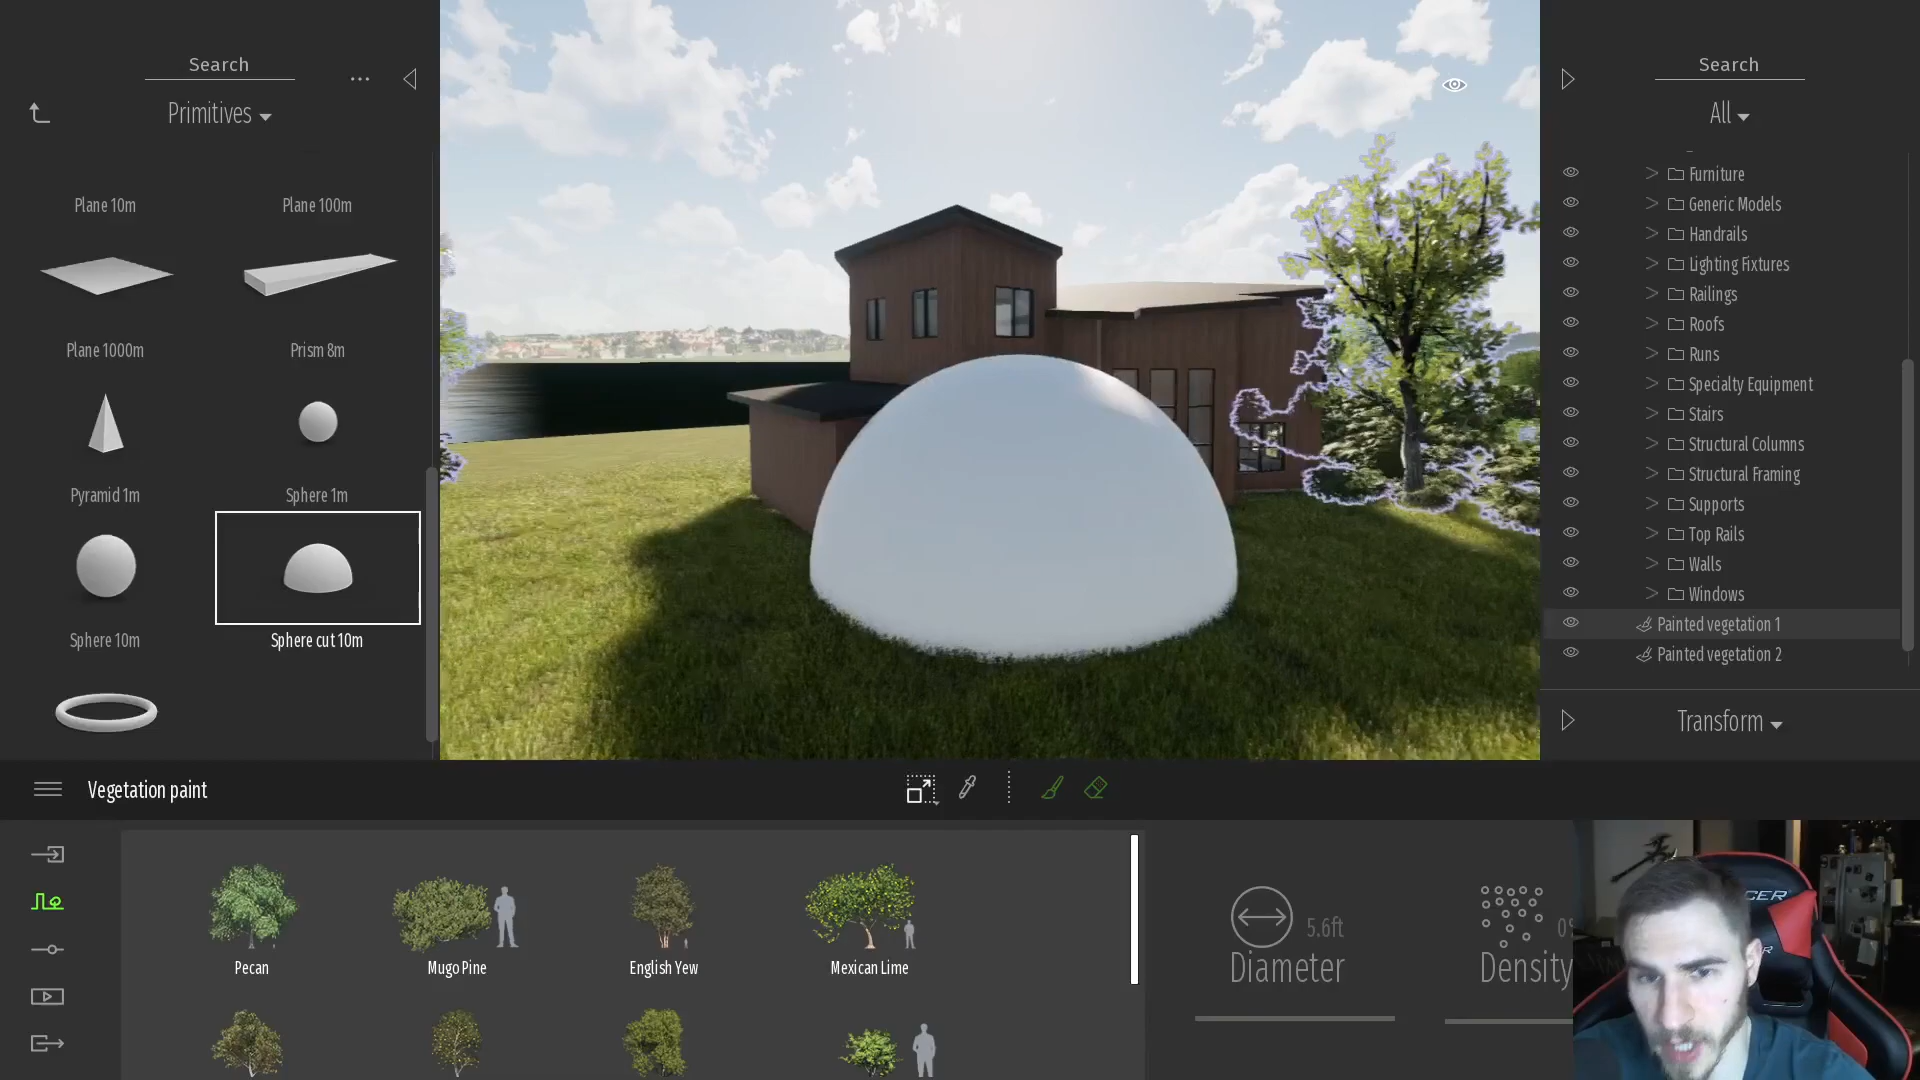 Search
Primitives
Plane 10m
Plane 100m
Plane 1000m
Prism 8m
Pyramid 1m
Sphere 1m
Sphere 10m
Sphere cut 10m
Search
All
Furniture
Generic Models
Handrails
Lighting Fixtures
Railings
Roofs
Runs
Specialty Equipment
Stairs
Structural Columns
Structural Framing
Supports
Top Rails
Walls
Windows
Painted vegetation 1
Painted vegetation 2
Transform
Vegetation paint
Pecan
Mugo Pine
English Yew
Mexican Lime
5.6ft
Diameter
Density
CER